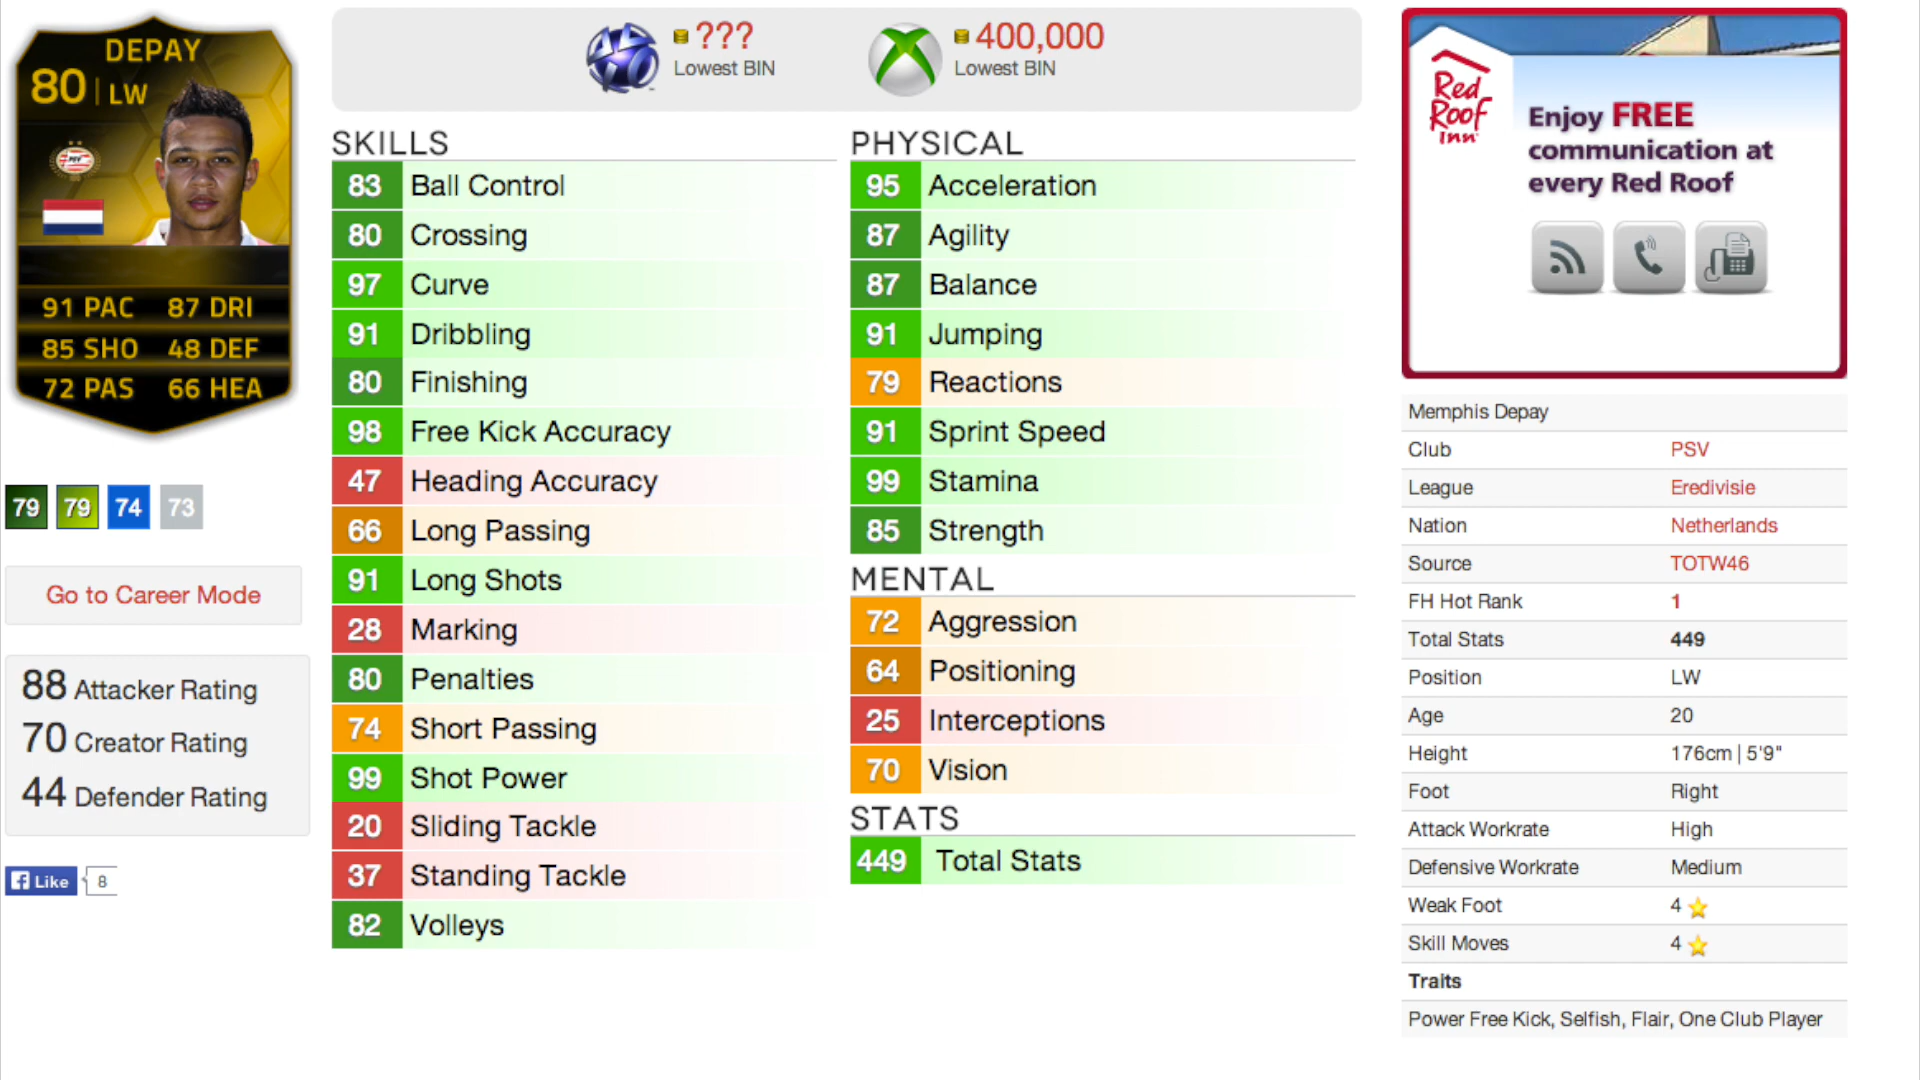 DEPAY
80 | LW
PSV
91 PAC 87 DRI
85 SHO 48 DEF
72 PAS 66 HEA
79 79 74 73
Go to Career Mode
88 Attacker Rating
70 Creator Rating
44 Defender Rating
Like 8
???
Lowest BIN
400,000
Lowest BIN
SKILLS
83 Ball Control
80 Crossing
97 Curve
91 Dribbling
80 Finishing
98 Free Kick Accuracy
47 Heading Accuracy
66 Long Passing
91 Long Shots
28 Marking
80 Penalties
74 Short Passing
99 Shot Power
20 Sliding Tackle
37 Standing Tackle
82 Volleys
PHYSICAL
95 Acceleration
87 Agility
87 Balance
91 Jumping
79 Reactions
91 Sprint Speed
99 Stamina
85 Strength
MENTAL
72 Aggression
64 Positioning
25 Interceptions
70 Vision
STATS
449 Total Stats
Red
Roof
Inn
Enjoy FREE
communication at
every Red Roof
Memphis Depay
Club PSV
League Eredivisie
Nation Netherlands
Source TOTW46
FH Hot Rank 1
Total Stats 449
Position LW
Age 20
Height 176cm | 5'9"
Foot Right
Attack Workrate High
Defensive Workrate Medium
Weak Foot 4
Skill Moves 4
Traits
Power Free Kick, Selfish, Flair, One Club Player